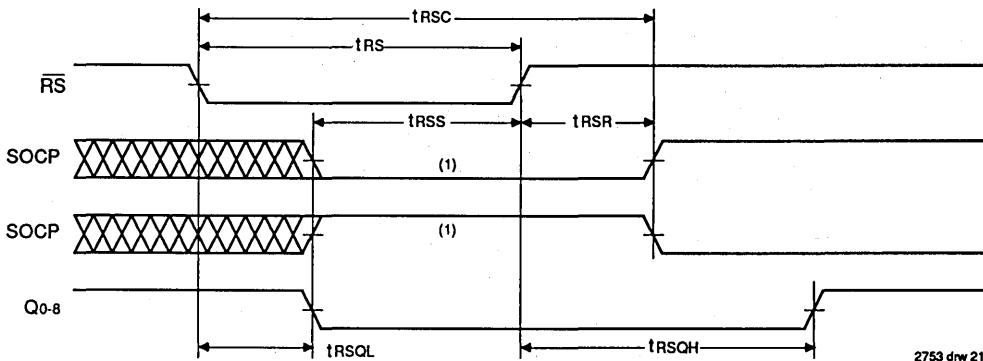 tRSC
tRS
RS
tRSS
tRSR
SOCP
(1)
SOCP
(1)
Q0-8
tRSQL
tRSQH
2753 drw 21